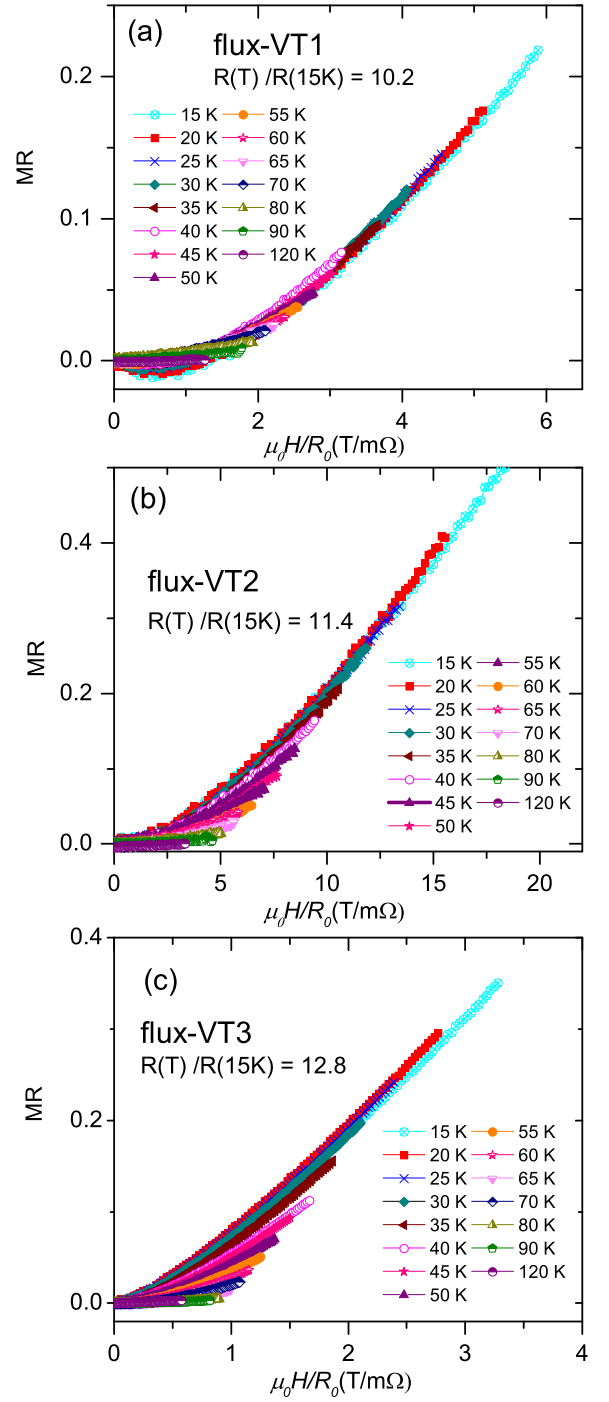 (a)
flux-VT1
R(T) /R(15K) = 10.2
15 K 55 K
20 K 60 K
25 K 65 K
30 K 70 K
35 K 80 K
40 K 90 K
45 K 120 K
50 K
MR
0.2
0.1
0.0
0 2 4 6
μ₀H/R₀(T/mΩ)
(b)
flux-VT2
R(T) /R(15K) = 11.4
15 K 55 K
20 K 60 K
25 K 65 K
30 K 70 K
35 K 80 K
40 K 90 K
45 K 120 K
50 K
MR
0.4
0.2
0.0
0 5 10 15 20
μ₀H/R₀(T/mΩ)
(c)
flux-VT3
R(T) /R(15K) = 12.8
15 K 55 K
20 K 60 K
25 K 65 K
30 K 70 K
35 K 80 K
40 K 90 K
45 K 120 K
50 K
MR
0.4
0.2
0.0
0 1 2 3 4
μ₀H/R₀(T/mΩ)